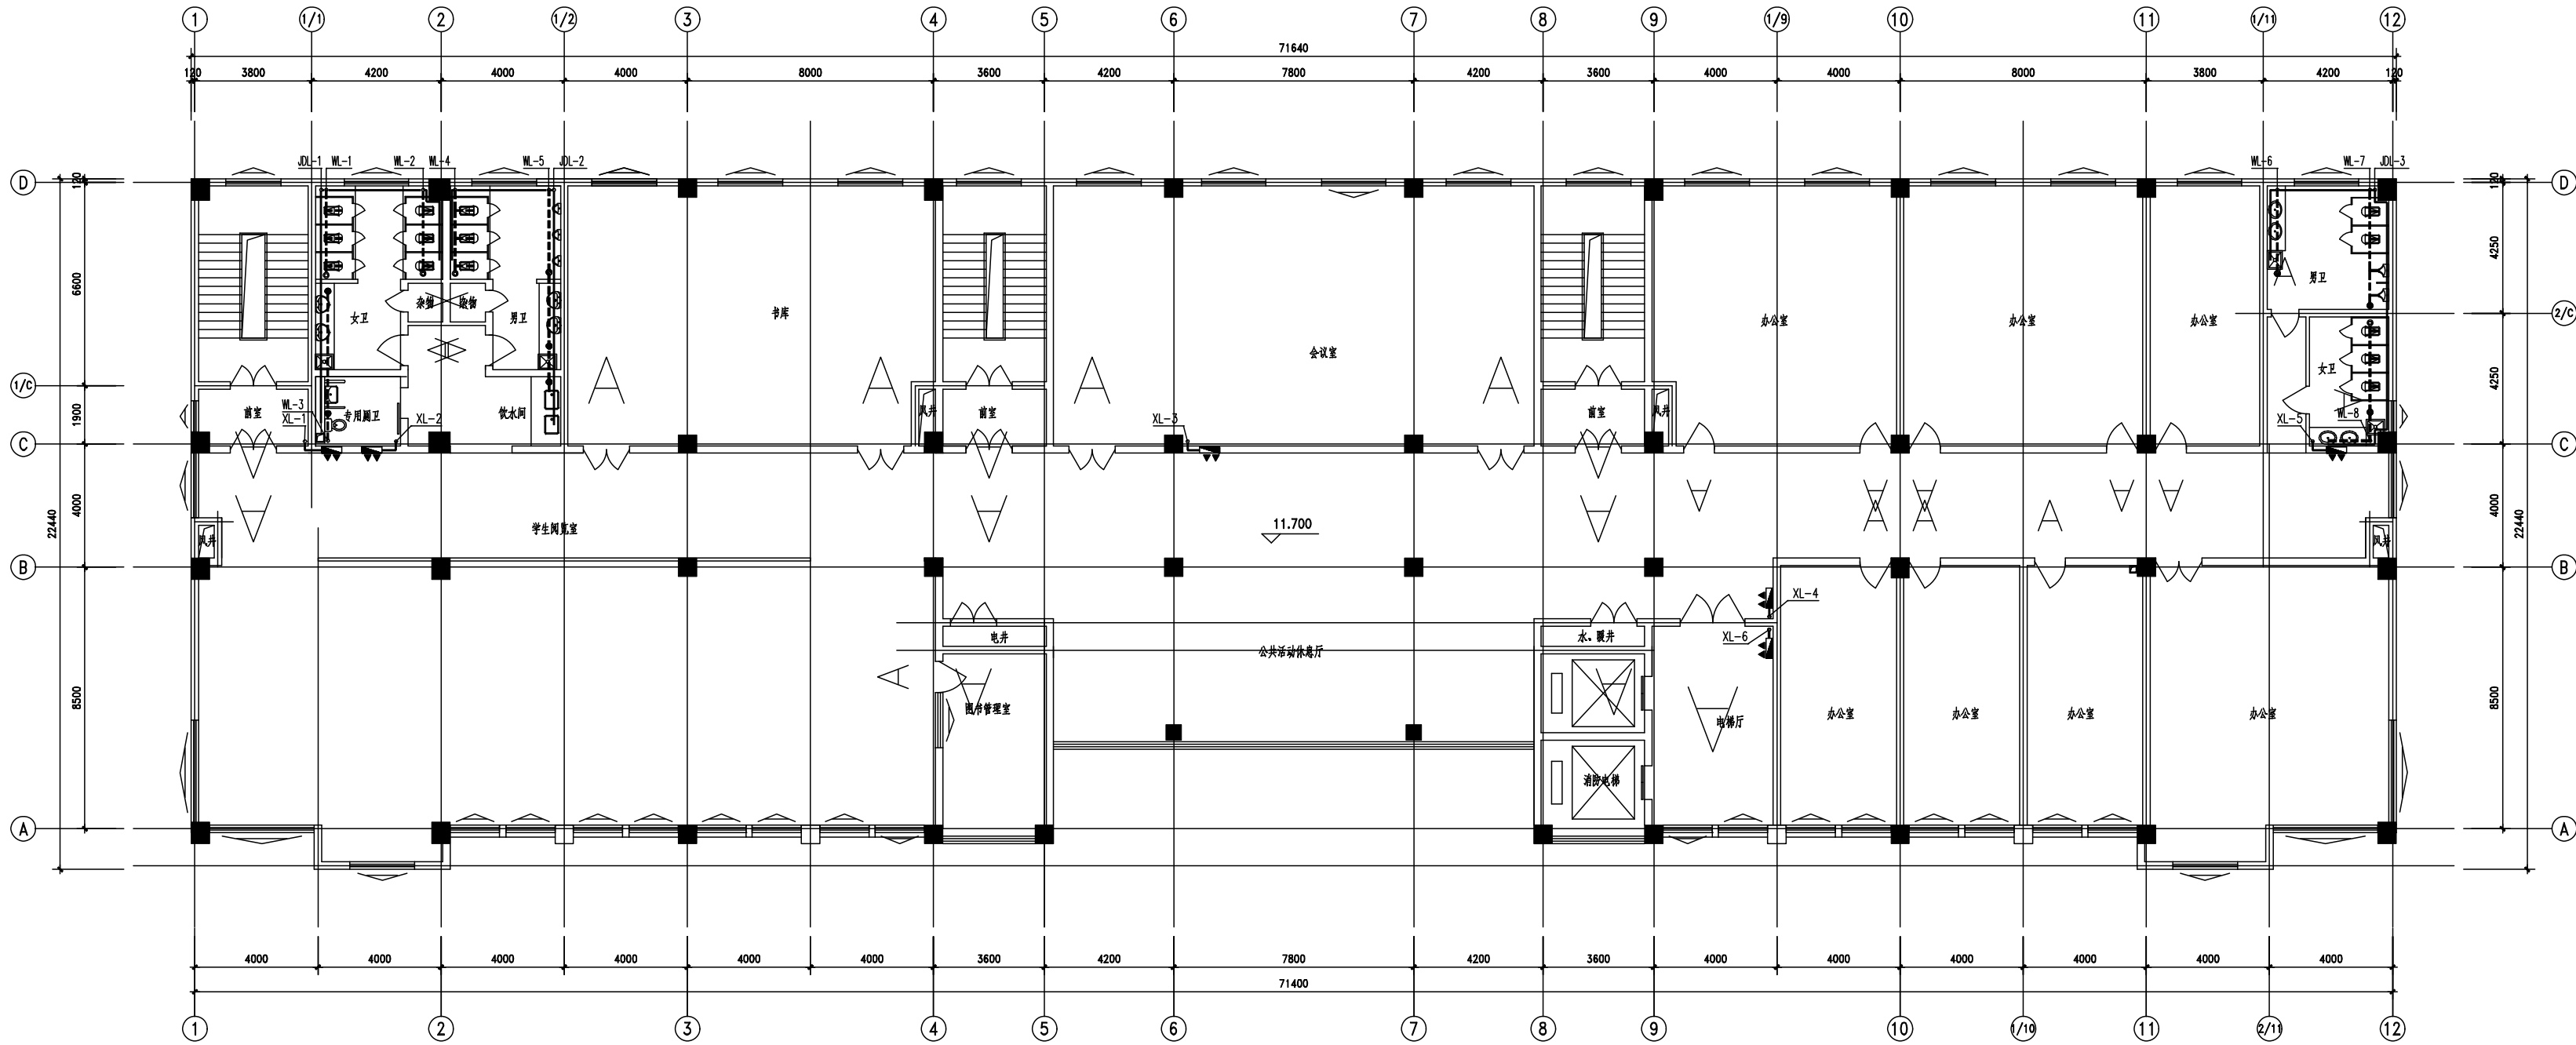 1 1/1 2 1/2 3 4 5 6 7 8 9 1/9 10 11 1/11 12
71640
120 3800 4200 4000 4000 8000 3600 4200 7800 4200 3600 4000 4000 8000 3800 4200 120
JDL-1 WL-1 WL-2 WL-4 WL-5 JDL-2 WL-6 WL-7 JDL-3
D 120 120 D
6600 4250
女卫 杂物 杂物 男卫 书库 会议室 办公室 办公室 办公室 男卫
2/C
1/C
1900 4250
女卫
前室 WL-3 XL-1 专用厕卫 XL-2 饮水间 风井 前室 XL-3 前室 风井 XL-5 WL-8
C C
22440 4000 4000 22440
学生阅览室 11.700
风井 风井
B B
XL-4
电井 水、暖井 XL-6
公共活动休息厅
8500 8500
图书管理室 电梯厅 办公室 办公室 办公室 办公室
消防电梯
A A
4000 4000 4000 4000 4000 4000 3600 4200 7800 4200 3600 4000 4000 4000 4000 4000 4000
71400
1 2 3 4 5 6 7 8 9 10 1/10 11 2/11 12